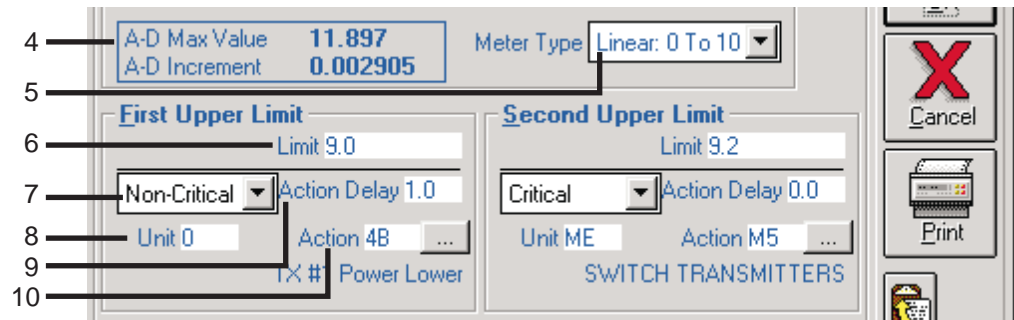 4
A-D Max Value 11.897
A-D Increment 0.002905
Meter Type Linear: 0 To 10
5
First Upper Limit
6
Limit 9.0
7
Non-Critical
Action Delay 1.0
8
Unit 0
Action 4B ...
9
10
TX #1 Power Lower
Second Upper Limit
Limit 9.2
Critical
Action Delay 0.0
Unit ME
Action M5 ...
SWITCH TRANSMITTERS
Cancel
Print